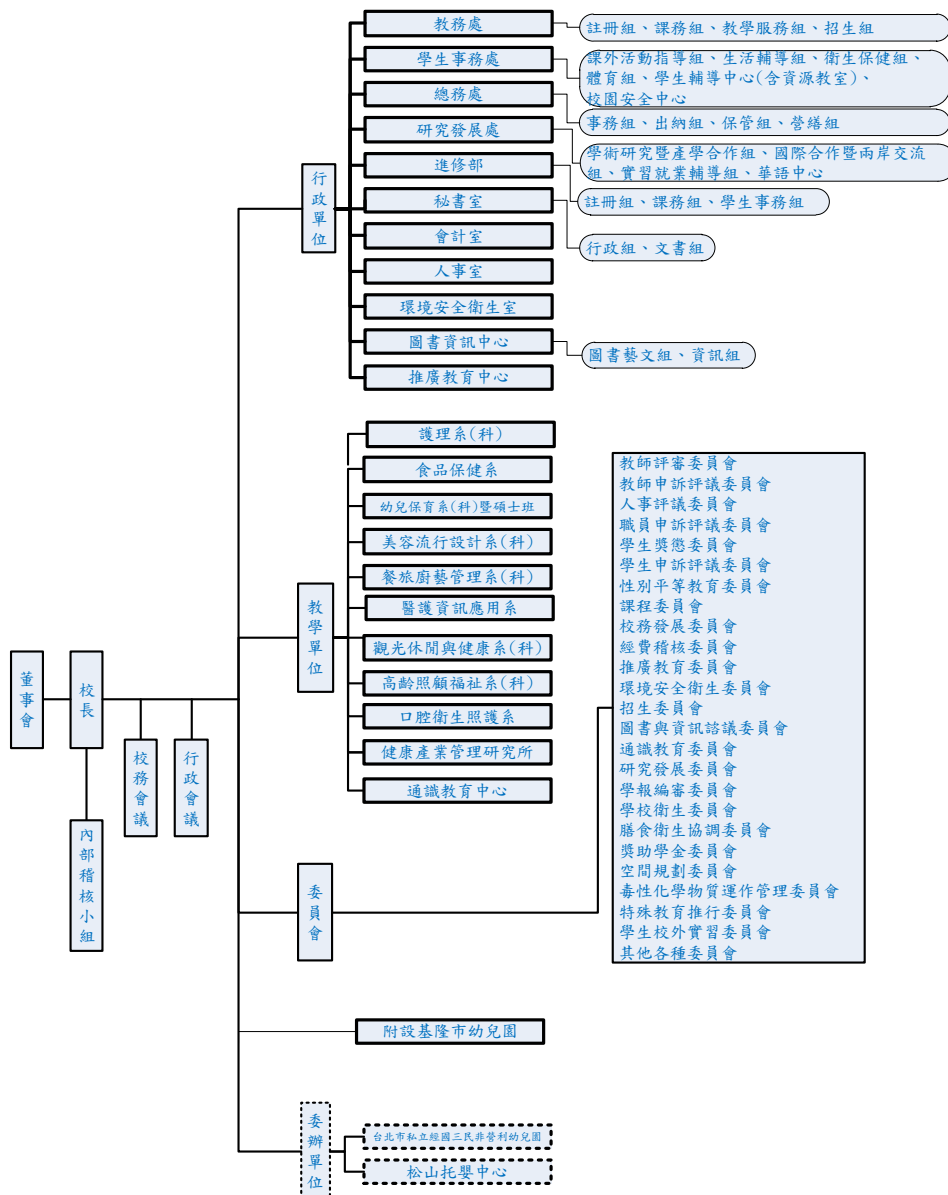 董事會
校長
內部稽核小組
校務會議
行政會議
行政單位
教務處
註冊組、課務組、教學服務組、招生組
學生事務處
課外活動指導組、生活輔導組、衛生保健組、
體育組、學生輔導中心(含資源教室)、
校園安全中心
總務處
事務組、出納組、保管組、營繕組
研究發展處
學術研究暨產學合作組、國際合作暨兩岸交流
組、實習就業輔導組、華語中心
進修部
註冊組、課務組、學生事務組
秘書室
行政組、文書組
會計室
人事室
環境安全衛生室
圖書資訊中心
圖書藝文組、資訊組
推廣教育中心
教學單位
護理系(科)
食品保健系
幼兒保育系(科)暨碩士班
美容流行設計系(科)
餐旅廚藝管理系(科)
醫護資訊應用系
觀光休閒與健康系(科)
高齡照顧福祉系(科)
口腔衛生照護系
健康產業管理研究所
通識教育中心
委員會
教師評審委員會
教師申訴評議委員會
人事評議委員會
職員申訴評議委員會
學生獎懲委員會
學生申訴評議委員會
性別平等教育委員會
課程委員會
校務發展委員會
經費稽核委員會
推廣教育委員會
環境安全衛生委員會
招生委員會
圖書與資訊諮議委員會
通識教育委員會
研究發展委員會
學報編審委員會
學校衛生委員會
膳食衛生協調委員會
獎助學金委員會
空間規劃委員會
毒性化學物質運作管理委員會
特殊教育推行委員會
學生校外實習委員會
其他各種委員會
附設基隆市幼兒園
委辦單位
台北市私立經國三民非營利幼兒園
松山托嬰中心